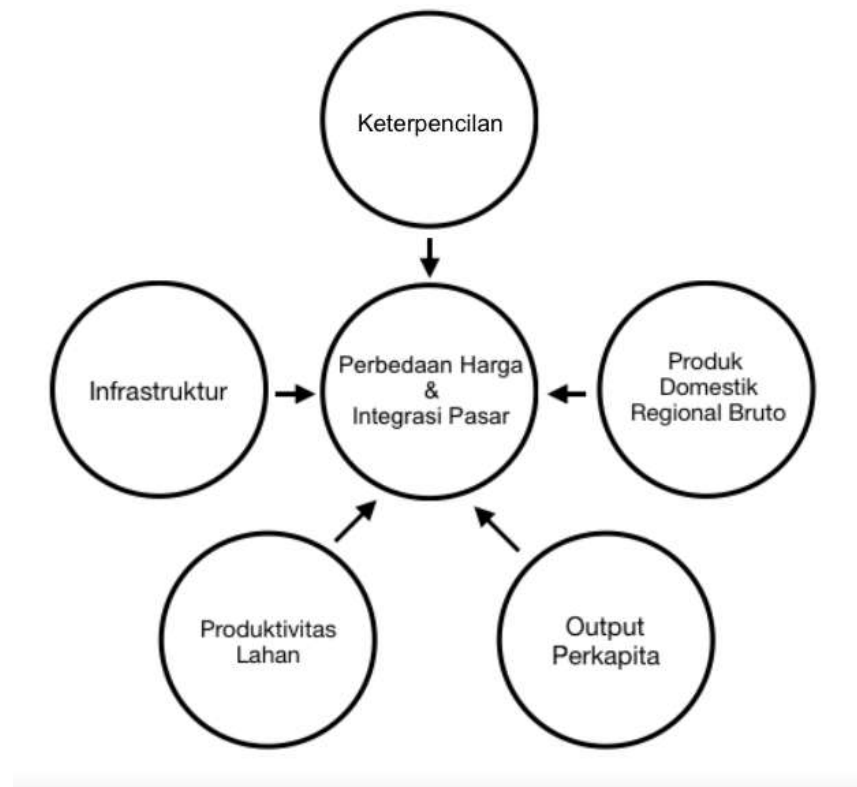 Keterpencilan
Infrastruktur
Perbedaan Harga
&
Integrasi Pasar
Produk
Domestik
Regional Bruto
Produktivitas
Lahan
Output
Perkapita